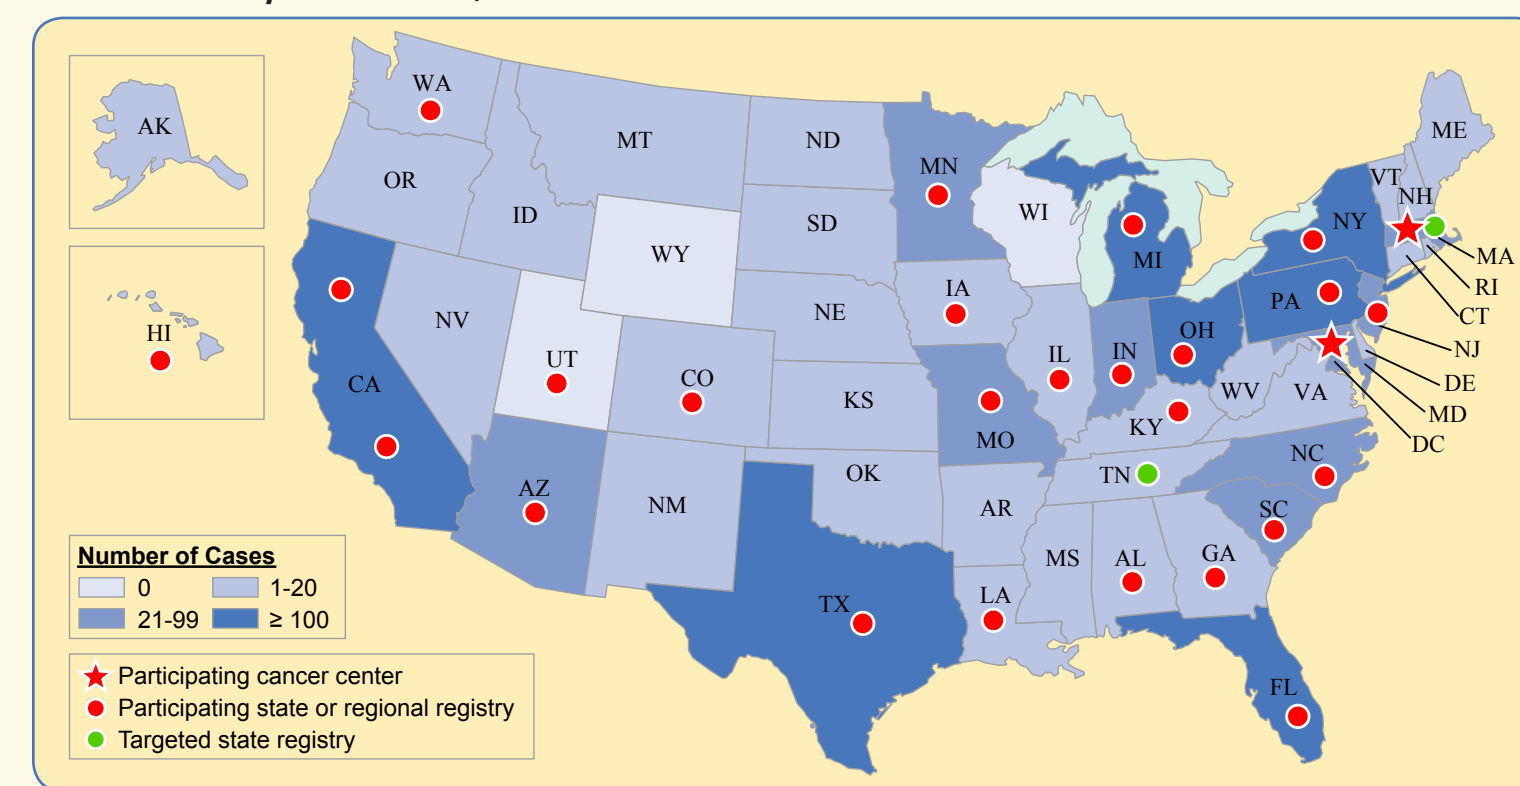 WA
AK
MT
ND
MN
ME
OR
VT
NH
ID
SD
WI
NY
WY
MI
MA
RI
CT
HI
NV
NE
IA
PA
OH
NJ
UT
CO
IL
IN
DE
CA
KS
WV
VA
MD
KY
DC
MO
AZ
NM
OK
TN
NC
AR
SC
MS
AL
GA
TX
LA
FL
Number of Cases
0 1-20
21-99 ≥ 100
Participating cancer center
Participating state or regional registry
Targeted state registry